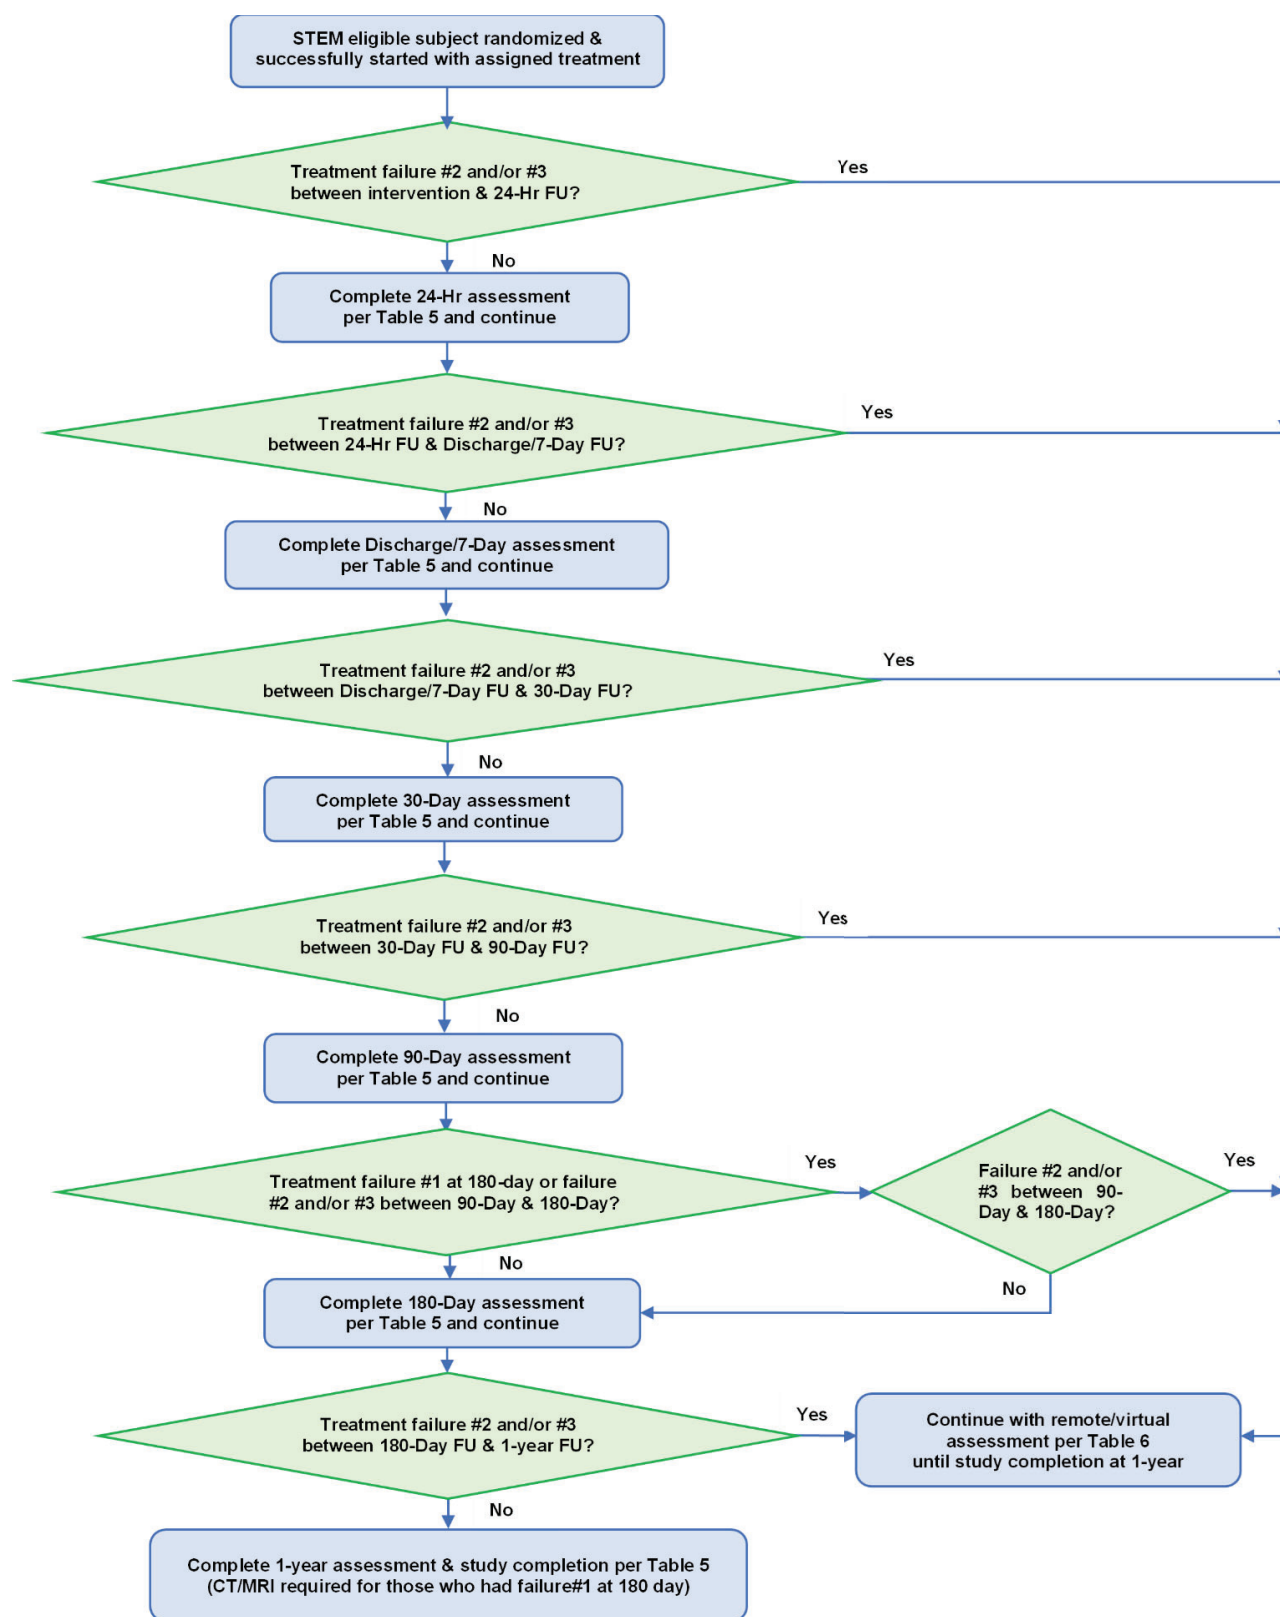 STEM eligible subject randomized &
successfully started with assigned treatment
Treatment failure #2 and/or #3
between intervention & 24-Hr FU?
Yes
No
Complete 24-Hr assessment
per Table 5 and continue
Treatment failure #2 and/or #3
between 24-Hr FU & Discharge/7-Day FU?
Yes
No
Complete Discharge/7-Day assessment
per Table 5 and continue
Treatment failure #2 and/or #3
between Discharge/7-Day FU & 30-Day FU?
Yes
No
Complete 30-Day assessment
per Table 5 and continue
Treatment failure #2 and/or #3
between 30-Day FU & 90-Day FU?
Yes
No
Complete 90-Day assessment
per Table 5 and continue
Treatment failure #1 at 180-day or failure
#2 and/or #3 between 90-Day & 180-Day?
Yes
Failure #2 and/or
#3 between 90-
Day & 180-Day?
Yes
No
No
Complete 180-Day assessment
per Table 5 and continue
Treatment failure #2 and/or #3
between 180-Day FU & 1-year FU?
Yes
Continue with remote/virtual
assessment per Table 6
until study completion at 1-year
No
Complete 1-year assessment & study completion per Table 5
(CT/MRI required for those who had failure#1 at 180 day)